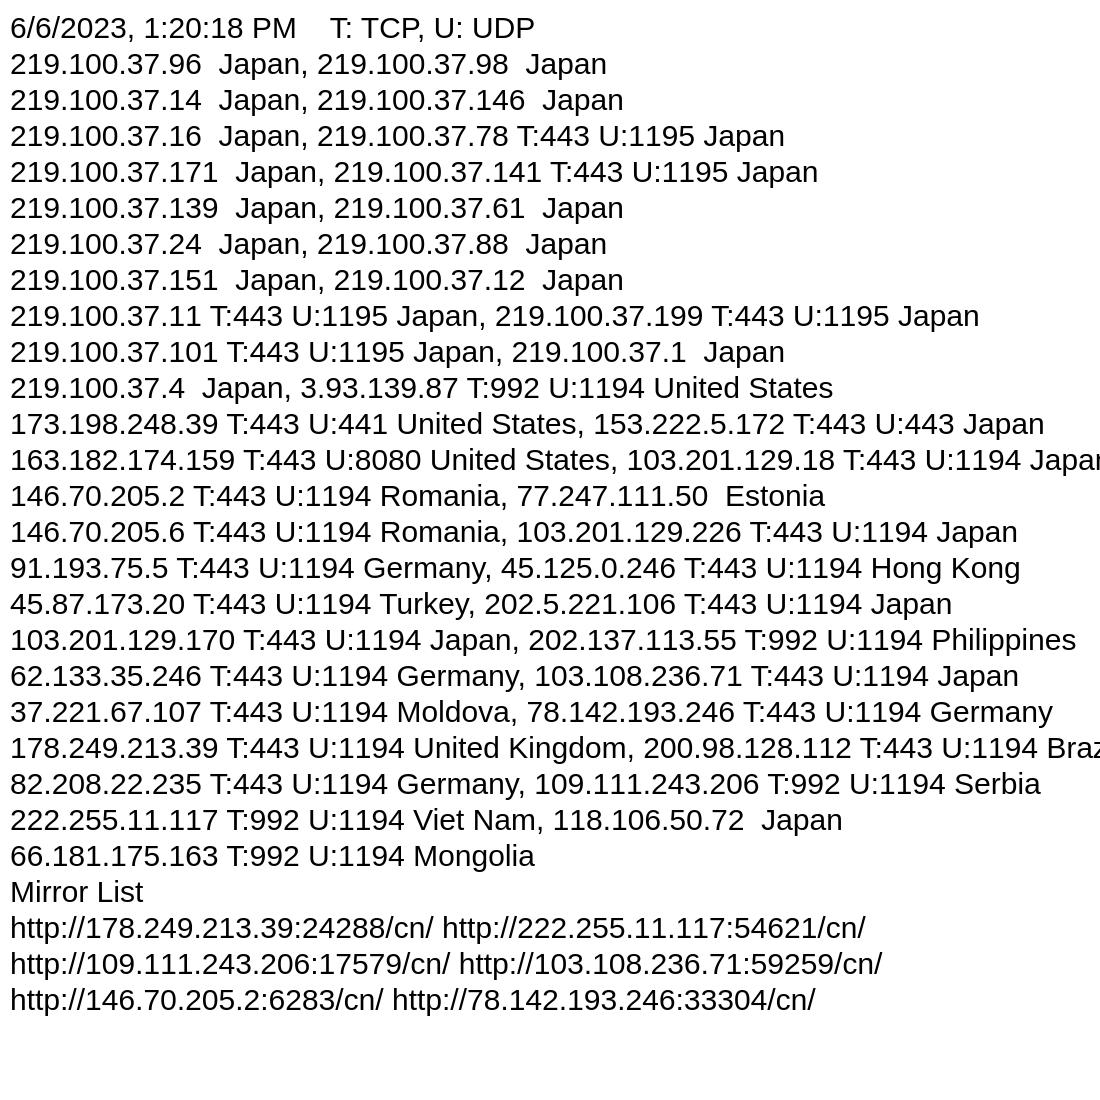 6/6/2023, 1:20:18 PM    T: TCP, U: UDP
219.100.37.96  Japan, 219.100.37.98  Japan
219.100.37.14  Japan, 219.100.37.146  Japan
219.100.37.16  Japan, 219.100.37.78 T:443 U:1195 Japan
219.100.37.171  Japan, 219.100.37.141 T:443 U:1195 Japan
219.100.37.139  Japan, 219.100.37.61  Japan
219.100.37.24  Japan, 219.100.37.88  Japan
219.100.37.151  Japan, 219.100.37.12  Japan
219.100.37.11 T:443 U:1195 Japan, 219.100.37.199 T:443 U:1195 Japan
219.100.37.101 T:443 U:1195 Japan, 219.100.37.1  Japan
219.100.37.4  Japan, 3.93.139.87 T:992 U:1194 United States
173.198.248.39 T:443 U:441 United States, 153.222.5.172 T:443 U:443 Japan
163.182.174.159 T:443 U:8080 United States, 103.201.129.18 T:443 U:1194 Japan
146.70.205.2 T:443 U:1194 Romania, 77.247.111.50  Estonia
146.70.205.6 T:443 U:1194 Romania, 103.201.129.226 T:443 U:1194 Japan
91.193.75.5 T:443 U:1194 Germany, 45.125.0.246 T:443 U:1194 Hong Kong
45.87.173.20 T:443 U:1194 Turkey, 202.5.221.106 T:443 U:1194 Japan
103.201.129.170 T:443 U:1194 Japan, 202.137.113.55 T:992 U:1194 Philippines
62.133.35.246 T:443 U:1194 Germany, 103.108.236.71 T:443 U:1194 Japan
37.221.67.107 T:443 U:1194 Moldova, 78.142.193.246 T:443 U:1194 Germany
178.249.213.39 T:443 U:1194 United Kingdom, 200.98.128.112 T:443 U:1194 Braz
82.208.22.235 T:443 U:1194 Germany, 109.111.243.206 T:992 U:1194 Serbia
222.255.11.117 T:992 U:1194 Viet Nam, 118.106.50.72  Japan
66.181.175.163 T:992 U:1194 Mongolia
Mirror List
http://178.249.213.39:24288/cn/ http://222.255.11.117:54621/cn/
http://109.111.243.206:17579/cn/ http://103.108.236.71:59259/cn/
http://146.70.205.2:6283/cn/ http://78.142.193.246:33304/cn/